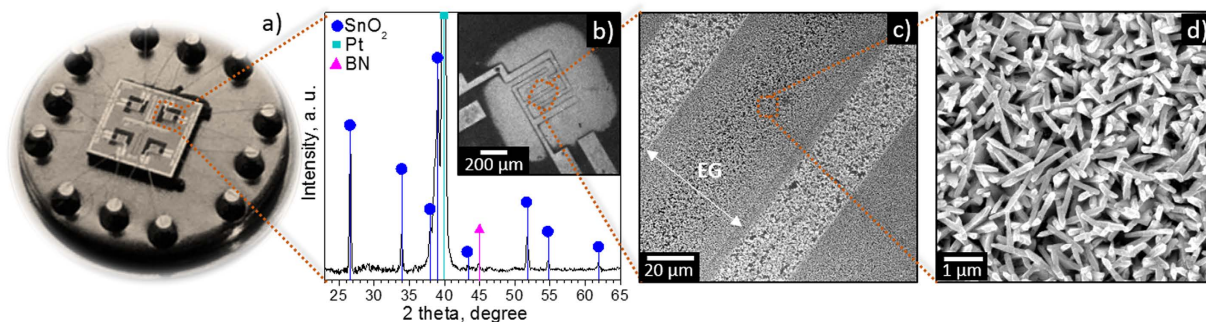 a)
SnO2
Pt
BN
Intensity, a. u.
23 25 30 35 40 45 50 55 60 65
2 theta, degree
b)
200 μm
c)
EG
20 μm
d)
1 μm